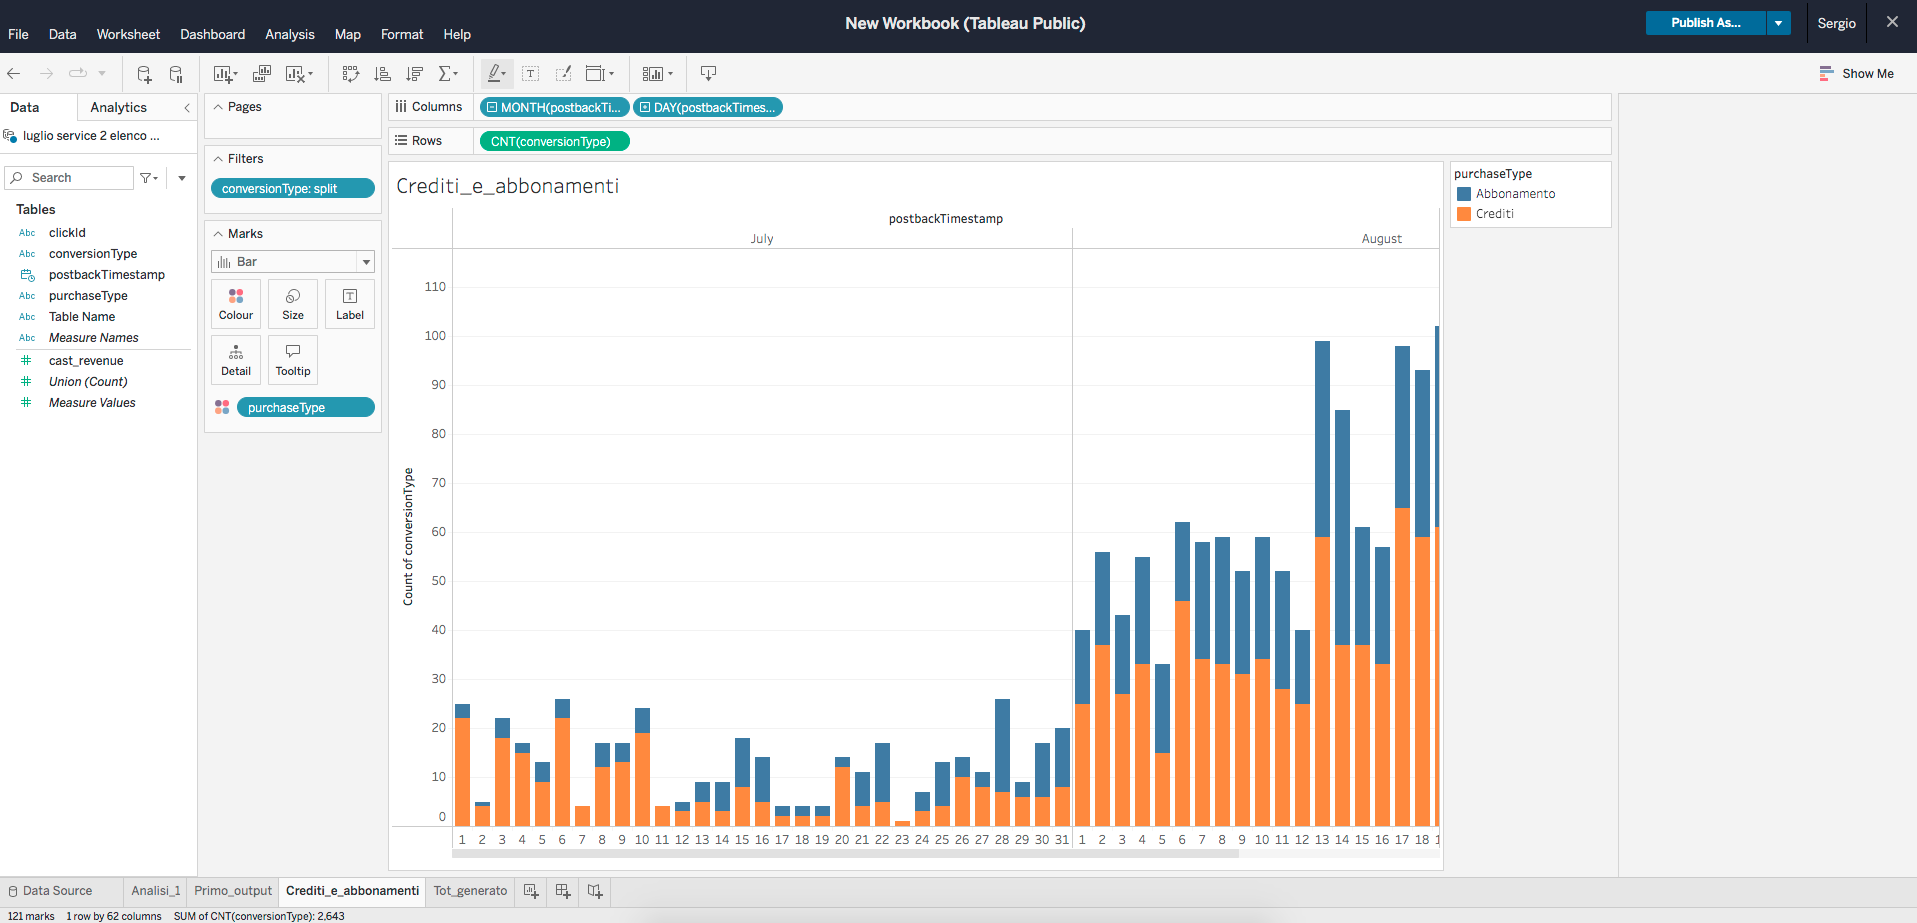 New Workbook (Tableau Public)
Publish As...
Sergio
File Data Worksheet Dashboard Analysis Map Format Help
Show Me
Data Analytics
luglio service 2 elenco ...
Search
Tables
Abc clickId
Abc conversionType
postbackTimestamp
Abc purchaseType
Abc Table Name
Abc Measure Names
cast_revenue
Union (Count)
Measure Values
Pages
Filters
conversionType: split
Marks
Bar
Colour Size Label
Detail Tooltip
purchaseType
Columns MONTH(postbackTi... DAY(postbackTimes...
Rows CNT(conversionType)
Crediti_e_abbonamenti
postbackTimestamp
July August
110
100
90
80
70
60
50
40
30
20
10
0
Count of conversionType
1 2 3 4 5 6 7 8 9 10 11 12 13 14 15 16 17 18 19 20 21 22 23 24 25 26 27 28 29 30 31 1 2 3 4 5 6 7 8 9 10 11 12 13 14 15 16 17 18
purchaseType
Abbonamento
Crediti
Data Source Analisi_1 Primo_output Crediti_e_abbonamenti Tot_generato
121 marks 1 row by 62 columns SUM of CNT(conversionType): 2,643